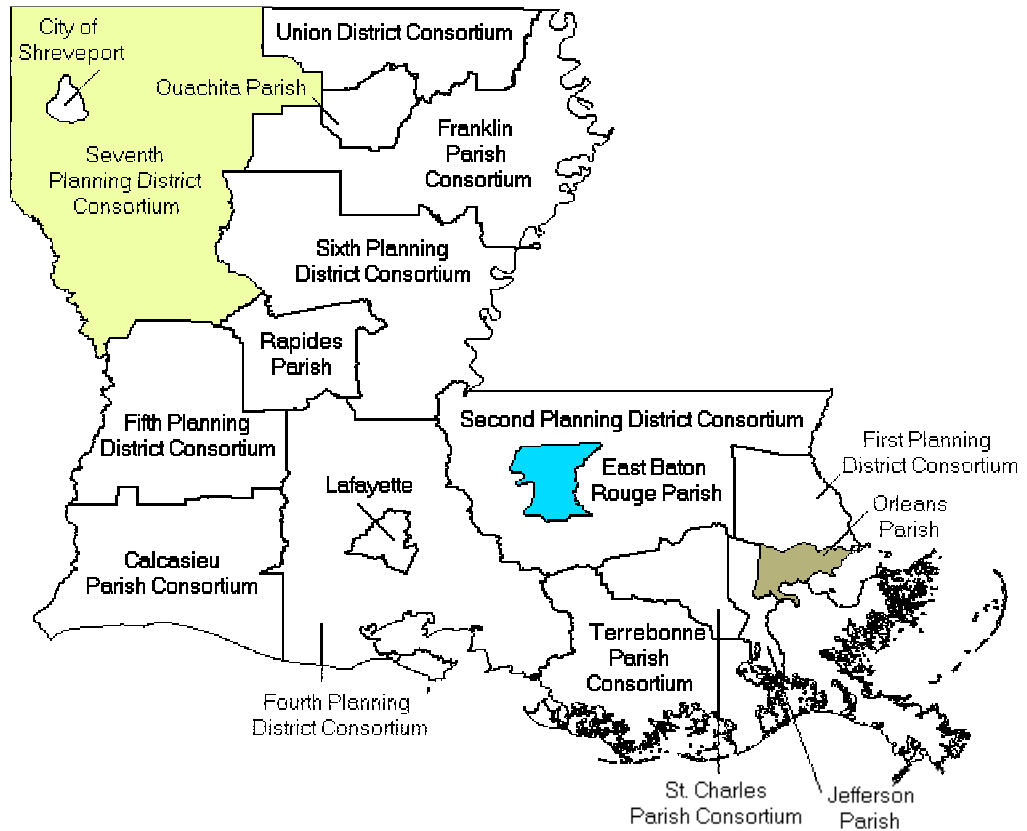 City of
Shreveport
Union District Consortium
Ouachita Parish
Franklin
Parish
Consortium
Seventh
Planning District
Consortium
Sixth Planning
District Consortium
Rapides
Parish
Fifth Planning
District Consortium
Second Planning District Consortium
First Planning
District Consortium
East Baton
Rouge Parish
Lafayette
Orleans
Parish
Calcasieu
Parish Consortium
Terrebonne
Parish
Consortium
Fourth Planning
District Consortium
St. Charles
Parish Consortium
Jefferson
Parish